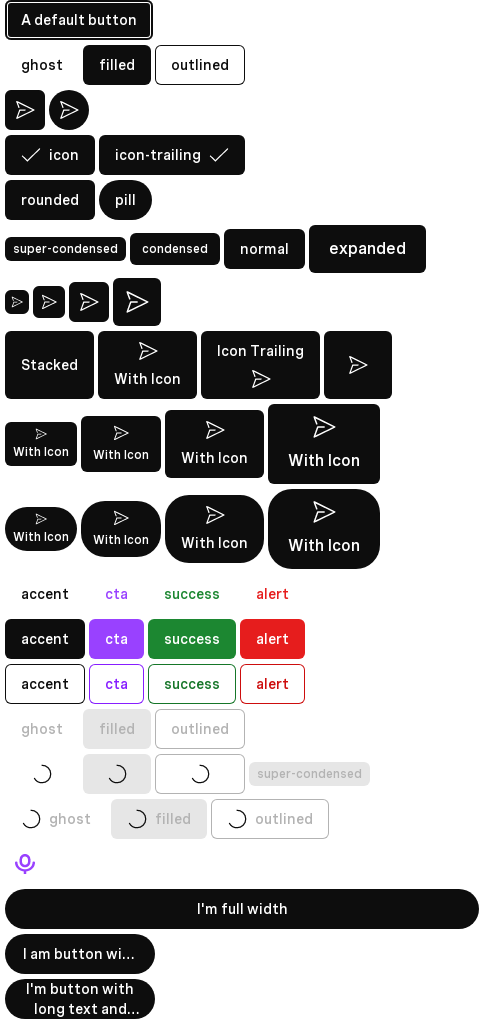 A default button
ghost filled outlined
icon icon-trailing
rounded pill
super-condensed condensed normal expanded
Stacked With Icon Icon Trailing
With Icon With Icon With Icon With Icon
With Icon With Icon With Icon With Icon
accent cta success alert
accent cta success alert
accent cta success alert
ghost filled outlined
super-condensed
ghost filled outlined
I'm full width
I am button wi...
I'm button with
long text and...